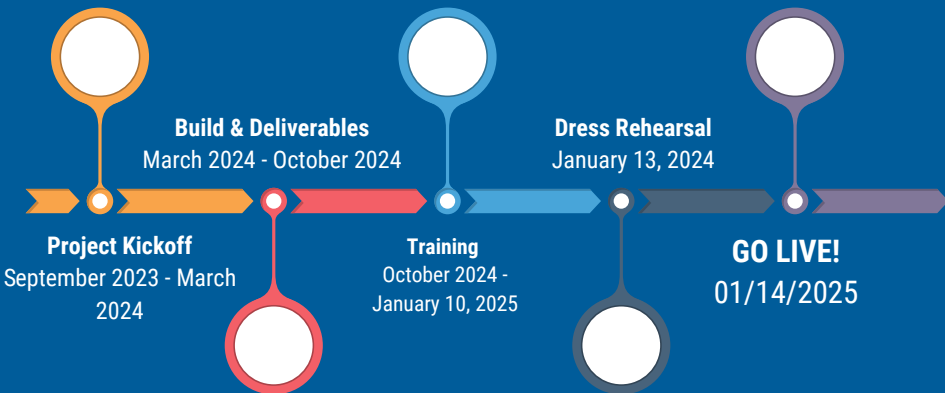 Build & Deliverables
March 2024 - October 2024
Dress Rehearsal
January 13, 2024
Project Kickoff
September 2023 - March
2024
Training
October 2024 -
January 10, 2025
GO LIVE!
01/14/2025